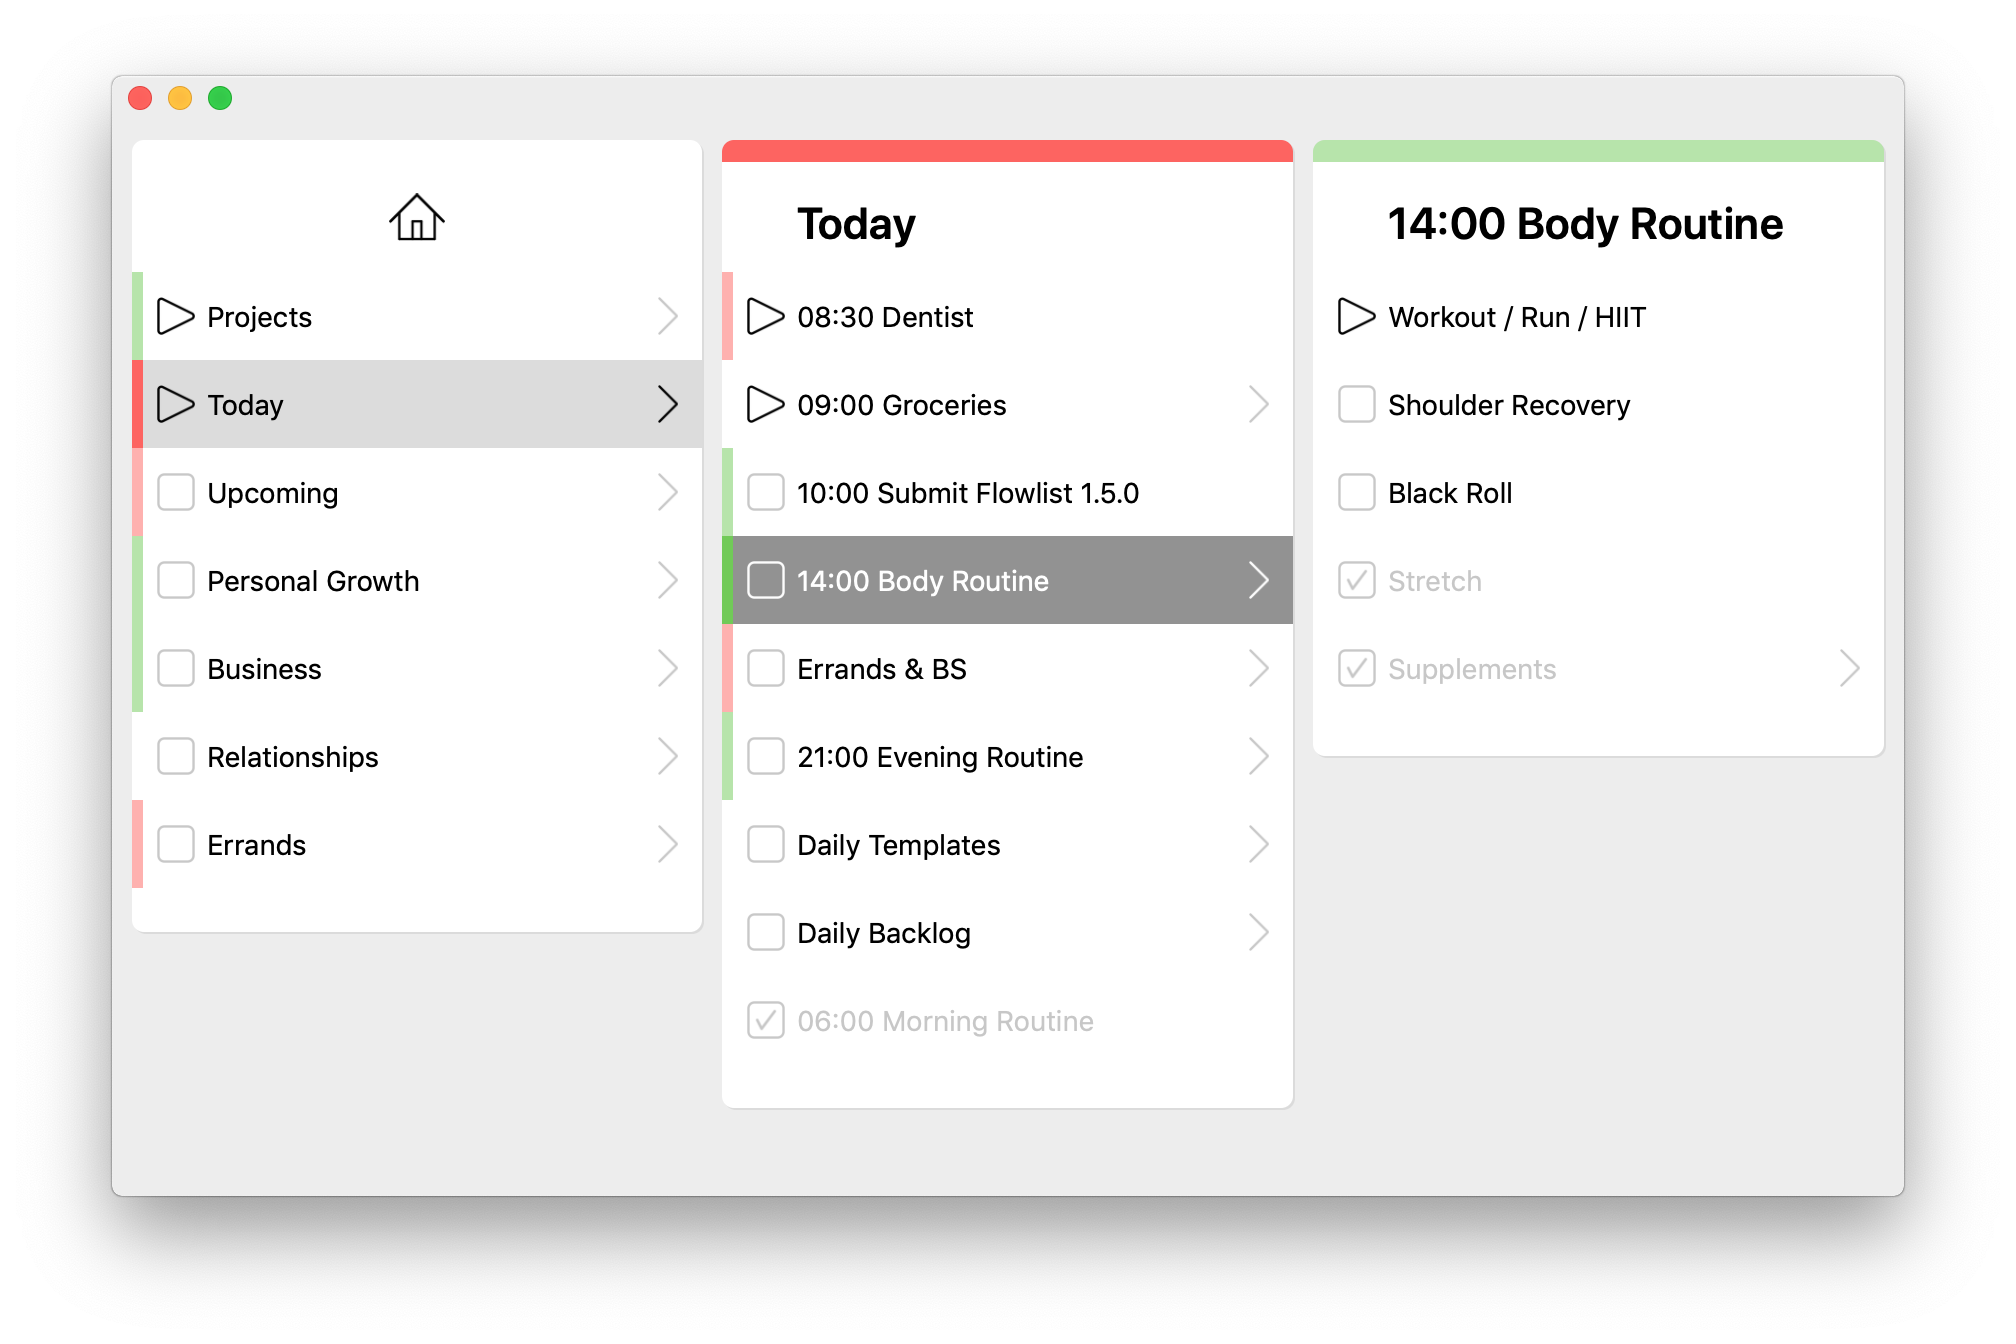 Projects
Today
Upcoming
Personal Growth
Business
Relationships
Errands
Today
08:30 Dentist
09:00 Groceries
10:00 Submit Flowlist 1.5.0
14:00 Body Routine
Errands & BS
21:00 Evening Routine
Daily Templates
Daily Backlog
06:00 Morning Routine
14:00 Body Routine
Workout / Run / HIIT
Shoulder Recovery
Black Roll
Stretch
Supplements